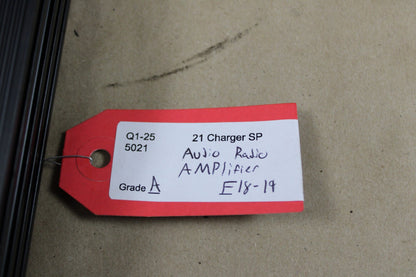 Q1-25 21 Charger SP
5021 Audio Radio
AMPlifier
Grade A E18-19